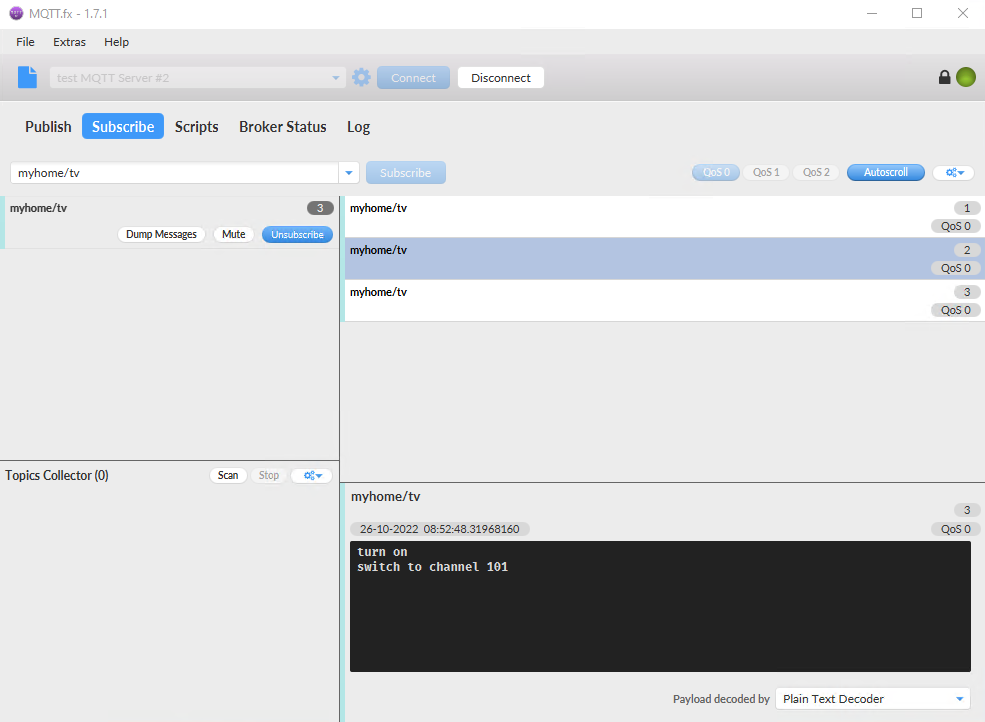 MQTT.fx - 1.7.1
File Extras Help
test MQTT Server #2 Connect Disconnect
Publish Subscribe Scripts Broker Status Log
myhome/tv Subscribe QoS 0 QoS 1 QoS 2 Autoscroll
myhome/tv 3
Dump Messages Mute Unsubscribe
myhome/tv 1
QoS 0
myhome/tv 2
QoS 0
myhome/tv 3
QoS 0
Topics Collector (0) Scan Stop
myhome/tv
3
26-10-2022 08:52:48.31968160 QoS 0
turn on
switch to channel 101
Payload decoded by Plain Text Decoder